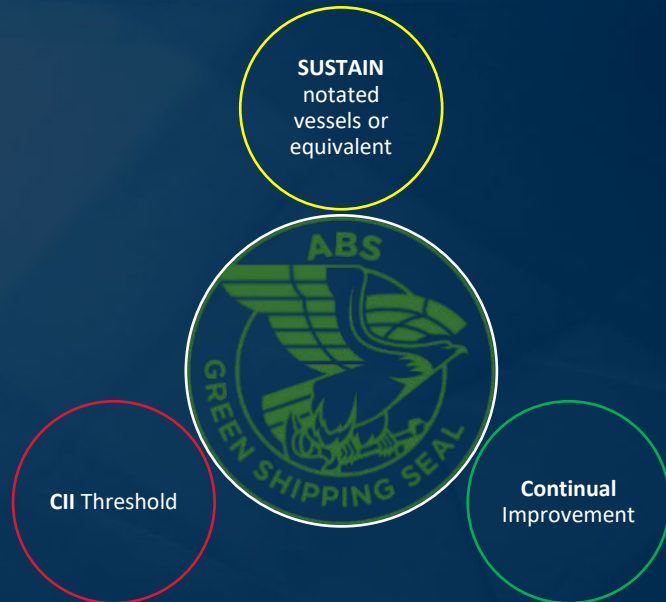 SUSTAIN
notated
vessels or
equivalent
ABS
GREEN SHIPPING SEAL
CII Threshold
Continual
Improvement